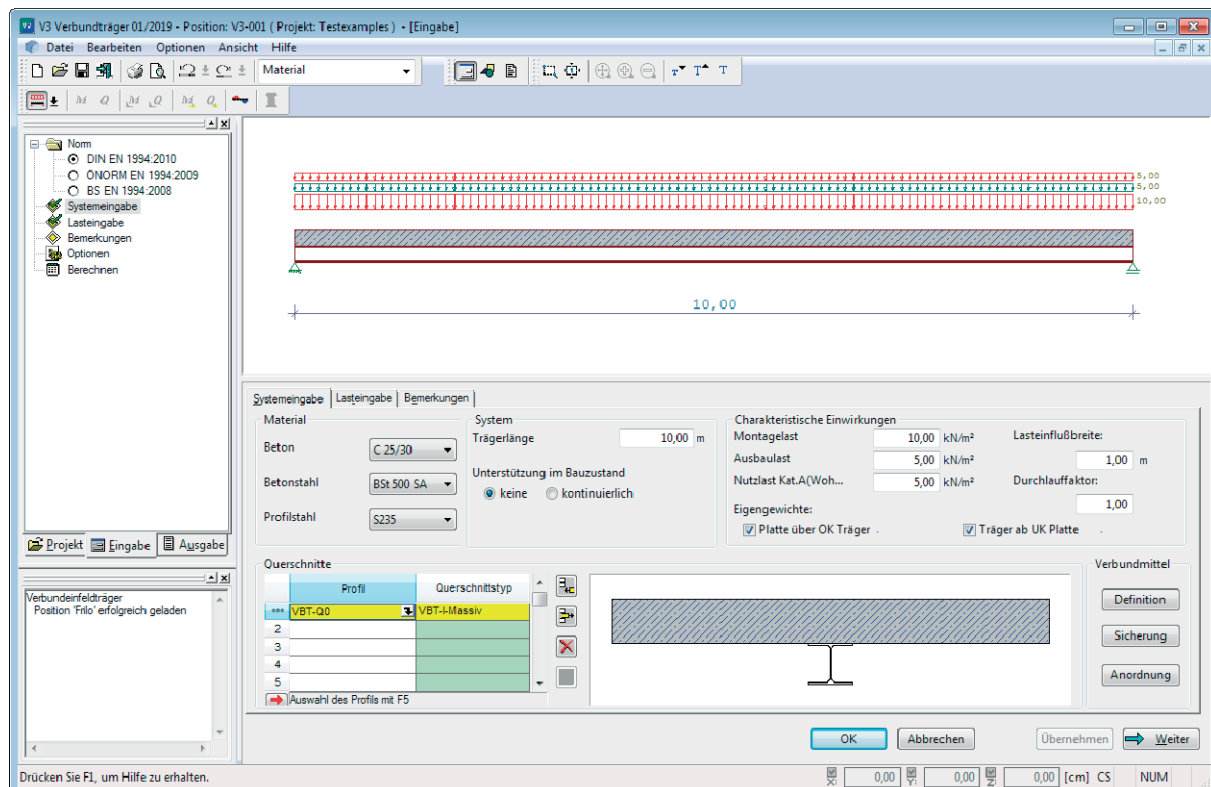 V3 Verbundträger 01/2019 - Position: V3-001 ( Projekt: Testexamples ) - [Eingabe]
Datei Bearbeiten Optionen Ansicht Hilfe
Material
T T T
M Q M Q M Q
Norm
DIN EN 1994:2010
ÖNORM EN 1994:2009
BS EN 1994:2008
Systemeingabe
Lasteingabe
Bemerkungen
Optionen
Berechnen
Projekt Eingabe Ausgabe
Verbundeinfeldträger
Position 'Frilo' erfolgreich geladen
5,00
5,00
10,00
10,00
Systemeingabe Lasteingabe Bemerkungen
Material
Beton C 25/30
Betonstahl BSt 500 SA
Profilstahl S235
System
Trägerlänge 10,00 m
Unterstützung im Bauzustand
keine kontinuierlich
Charakteristische Einwirkungen
Montagelast 10,00 kN/m² Lasteinflußbreite:
Ausbaulast 5,00 kN/m² 1,00 m
Nutzlast Kat.A(Woh... 5,00 kN/m² Durchlauffaktor:
Eigengewichte: 1,00
Platte über OK Träger . Träger ab UK Platte .
Querschnitte
Profil Querschnittstyp
*** VBT-Q0 VBT-I-Massiv
2
3
4
5
Auswahl des Profils mit F5
Verbundmittel
Definition
Sicherung
Anordnung
OK Abbrechen Übernehmen Weiter
Drücken Sie F1, um Hilfe zu erhalten. X: 0,00 Y: 0,00 Z: 0,00 [cm] CS NUM